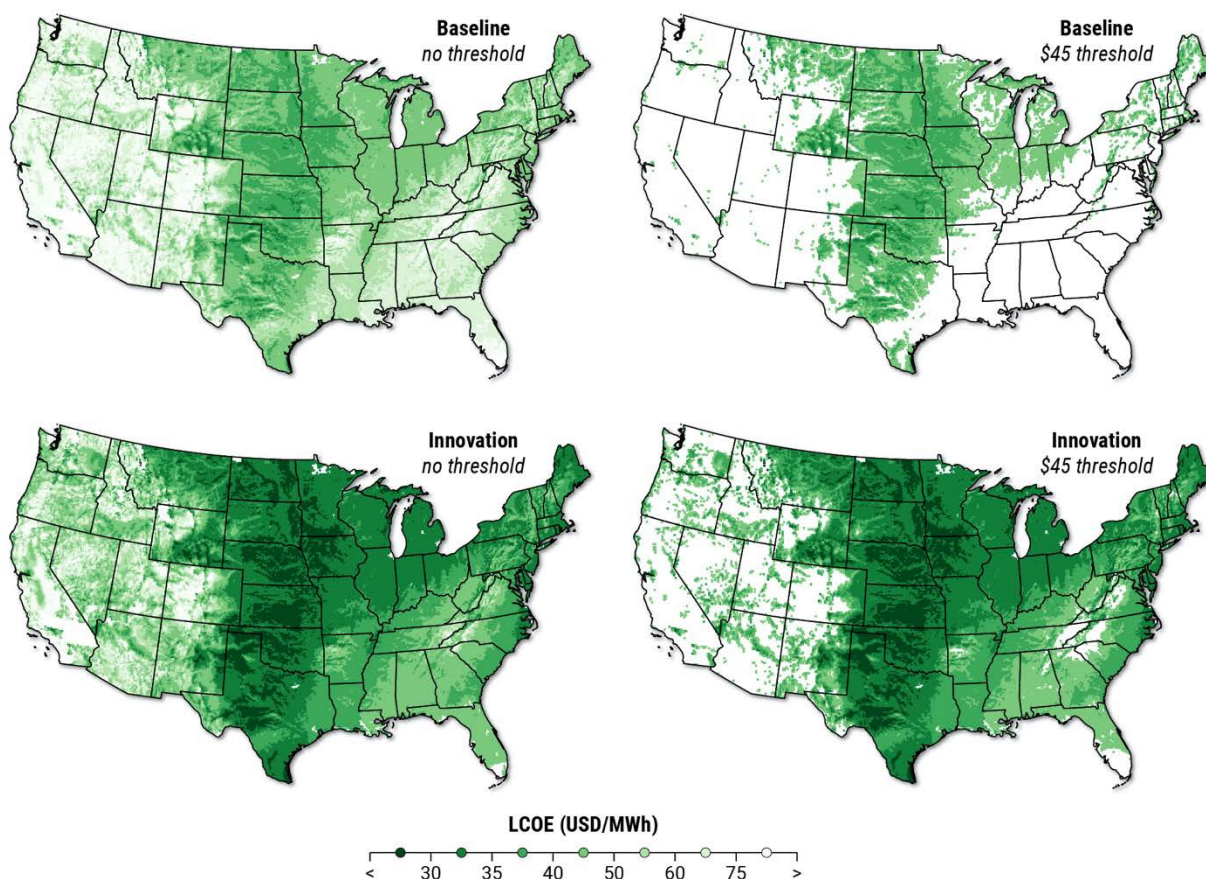 Baseline
no threshold
Baseline
$45 threshold
Innovation
no threshold
Innovation
$45 threshold
LCOE (USD/MWh)
< 30 35 40 50 60 75 >